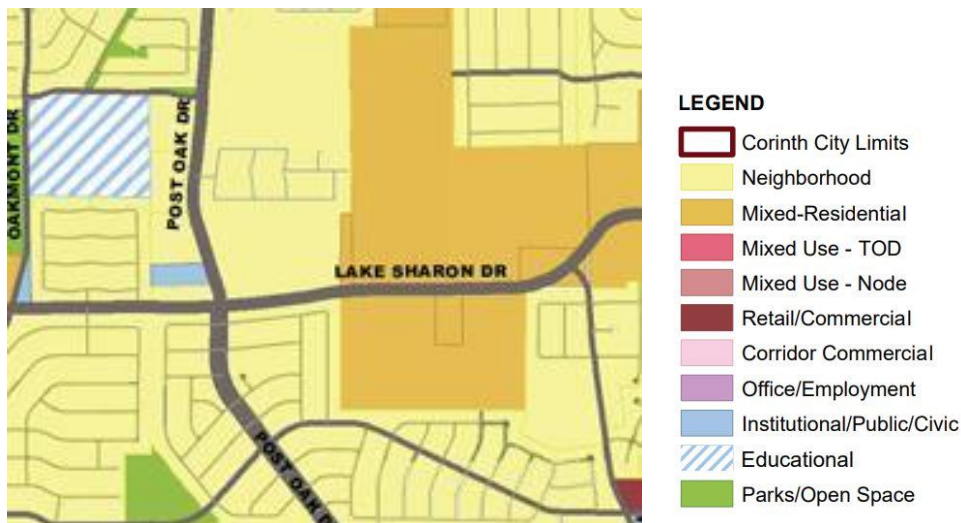 OAKMONT DR
POST OAK DR
LAKE SHARON DR
POST OAK D
LEGEND
Corinth City Limits
Neighborhood
Mixed-Residential
Mixed Use - TOD
Mixed Use - Node
Retail/Commercial
Corridor Commercial
Office/Employment
Institutional/Public/Civic
Educational
Parks/Open Space